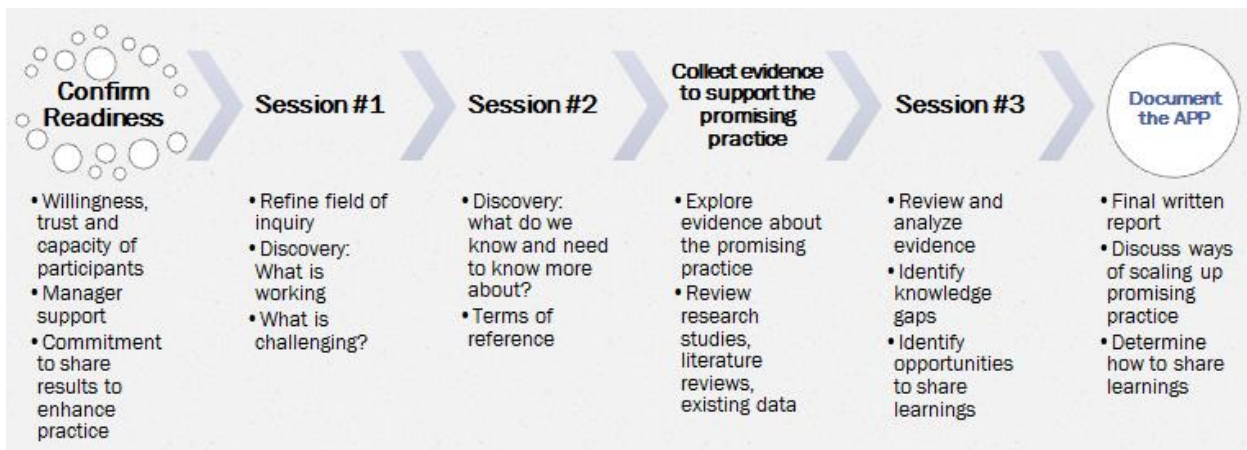 Confirm
Readiness
• Willingness,
trust and
capacity of
participants
• Manager
support
• Commitment
to share
results to
enhance
practice
Session #1
• Refine field of
inquiry
• Discovery:
What is
working
• What is
challenging?
Session #2
• Discovery:
what do we
know and need
to know more
about?
• Terms of
reference
Collect evidence
to support the
promising
practice
• Explore
evidence about
the promising
practice
• Review
research
studies,
literature
reviews,
existing data
Session #3
• Review and
analyze
evidence
• Identify
knowledge
gaps
• Identify
opportunities
to share
learnings
Document
the APP
• Final written
report
• Discuss ways
of scaling up
promising
practice
• Determine
how to share
learnings